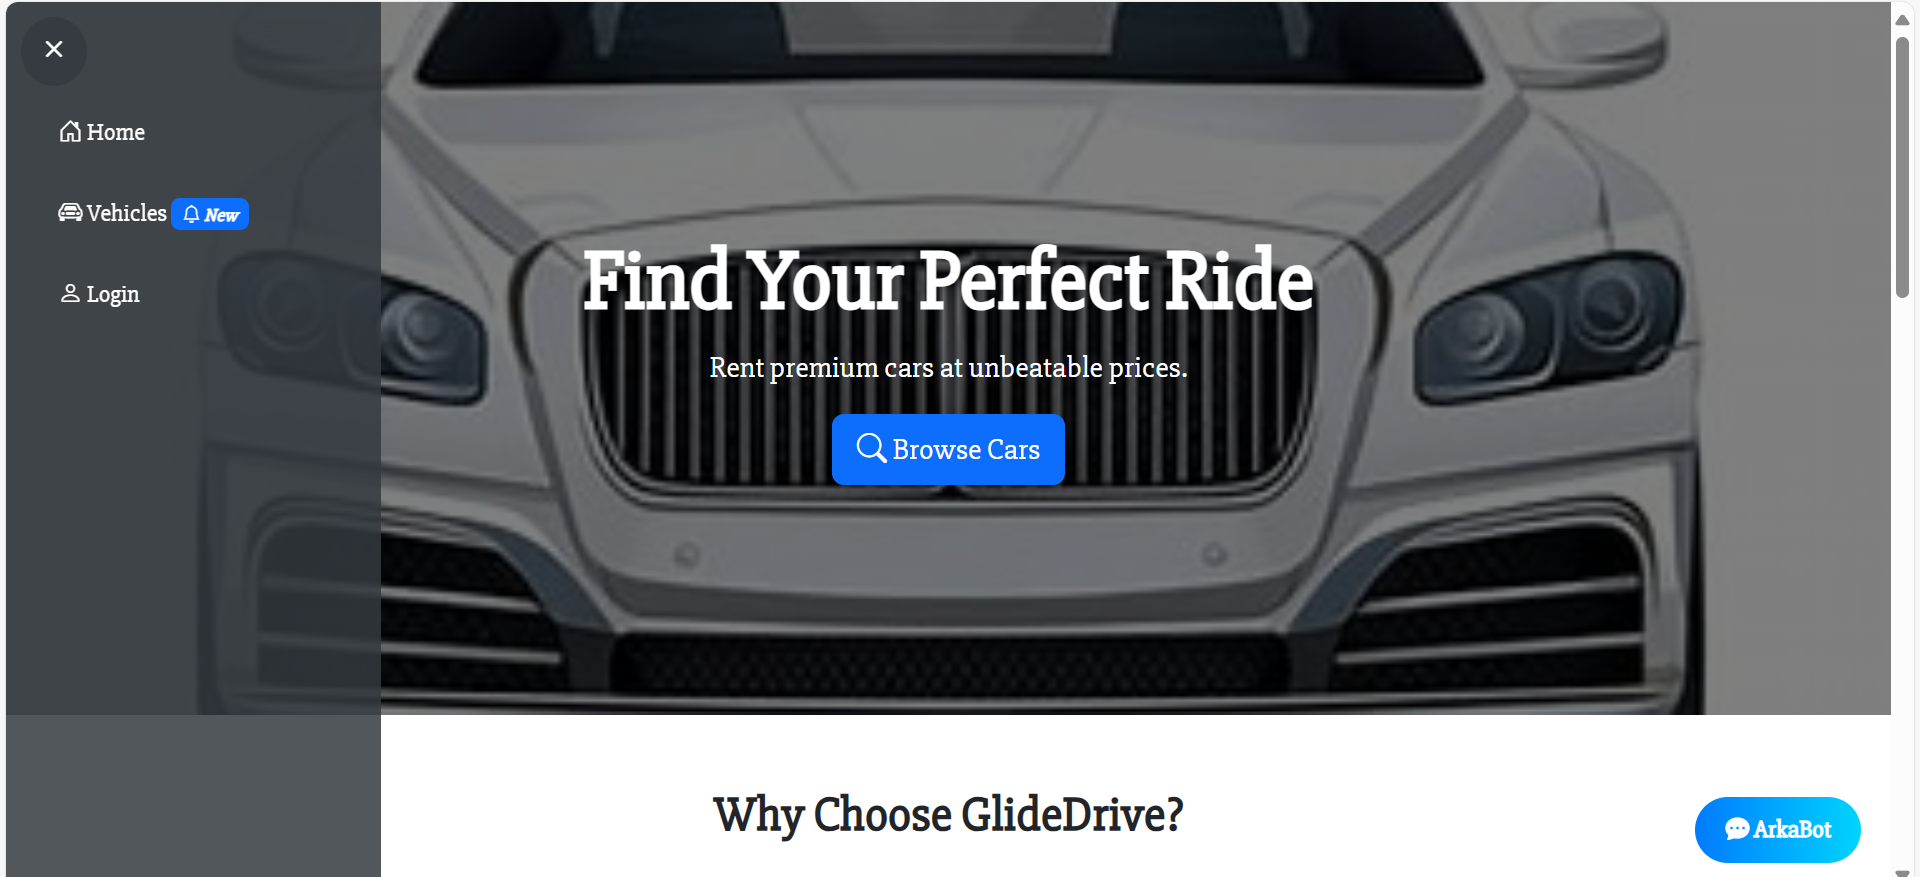 Home
Vehicles New
Login
Find Your Perfect Ride
Rent premium cars at unbeatable prices.
Browse Cars
Why Choose GlideDrive?
ArkaBot